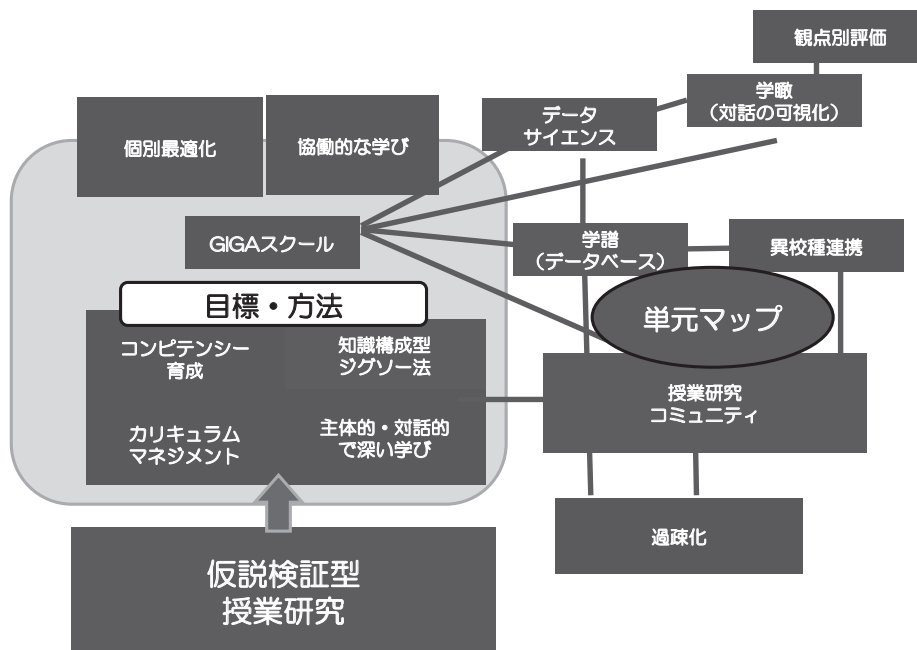 観点別評価
学瞰
（対話の可視化）
データ
サイエンス
個別最適化
協働的な学び
GIGAスクール
学譜
（データベース）
異校種連携
目標・方法
単元マップ
コンピテンシー
育成
知識構成型
ジグソー法
カリキュラム
マネジメント
主体的・対話的
で深い学び
授業研究
コミュニティ
過疎化
仮説検証型
授業研究